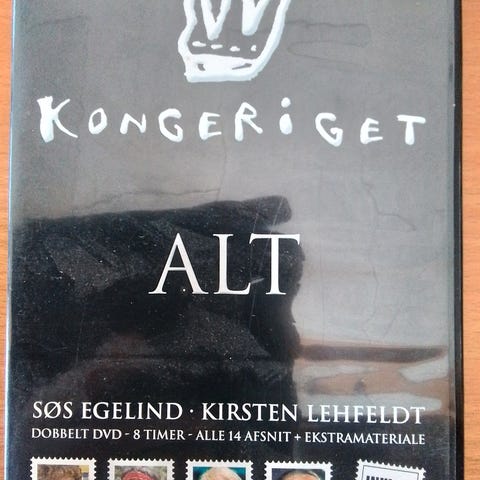 KONGERiGET
ALT
SØS EGELIND · KIRSTEN LEHFELDT
DOBBELT DVD - 8 TIMER - ALLE 14 AFSNIT + EKSTRAMATERIALE